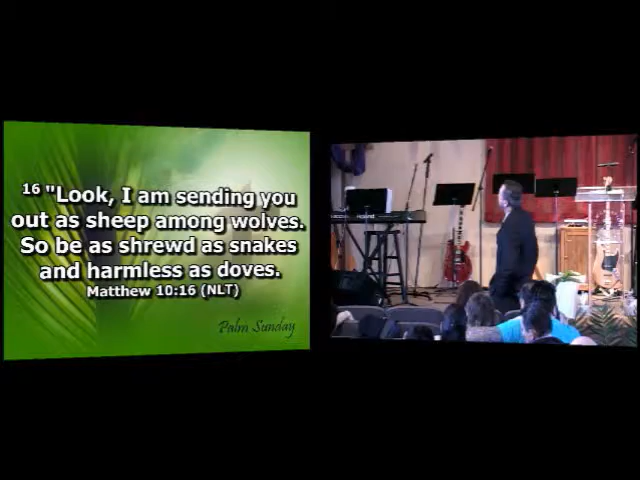 16 "Look, I am sending you
out as sheep among wolves.
So be as shrewd as snakes
and harmless as doves.
Matthew 10:16 (NLT)
Palm Sunday
Roland